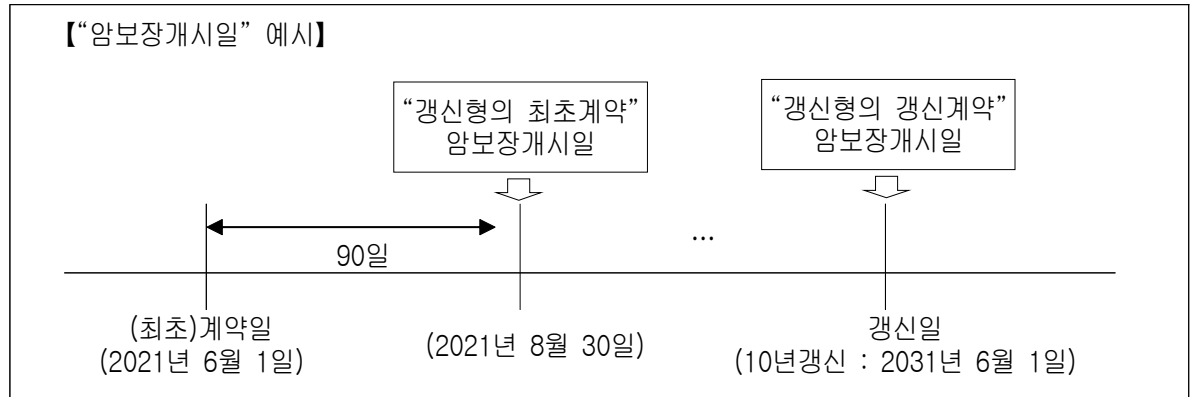 【“암보장개시일” 예시】
“갱신형의 최초계약”
암보장개시일
“갱신형의 갱신계약”
암보장개시일
90일
...
(최초)계약일
(2021년 6월 1일)
(2021년 8월 30일)
갱신일
(10년갱신 : 2031년 6월 1일)